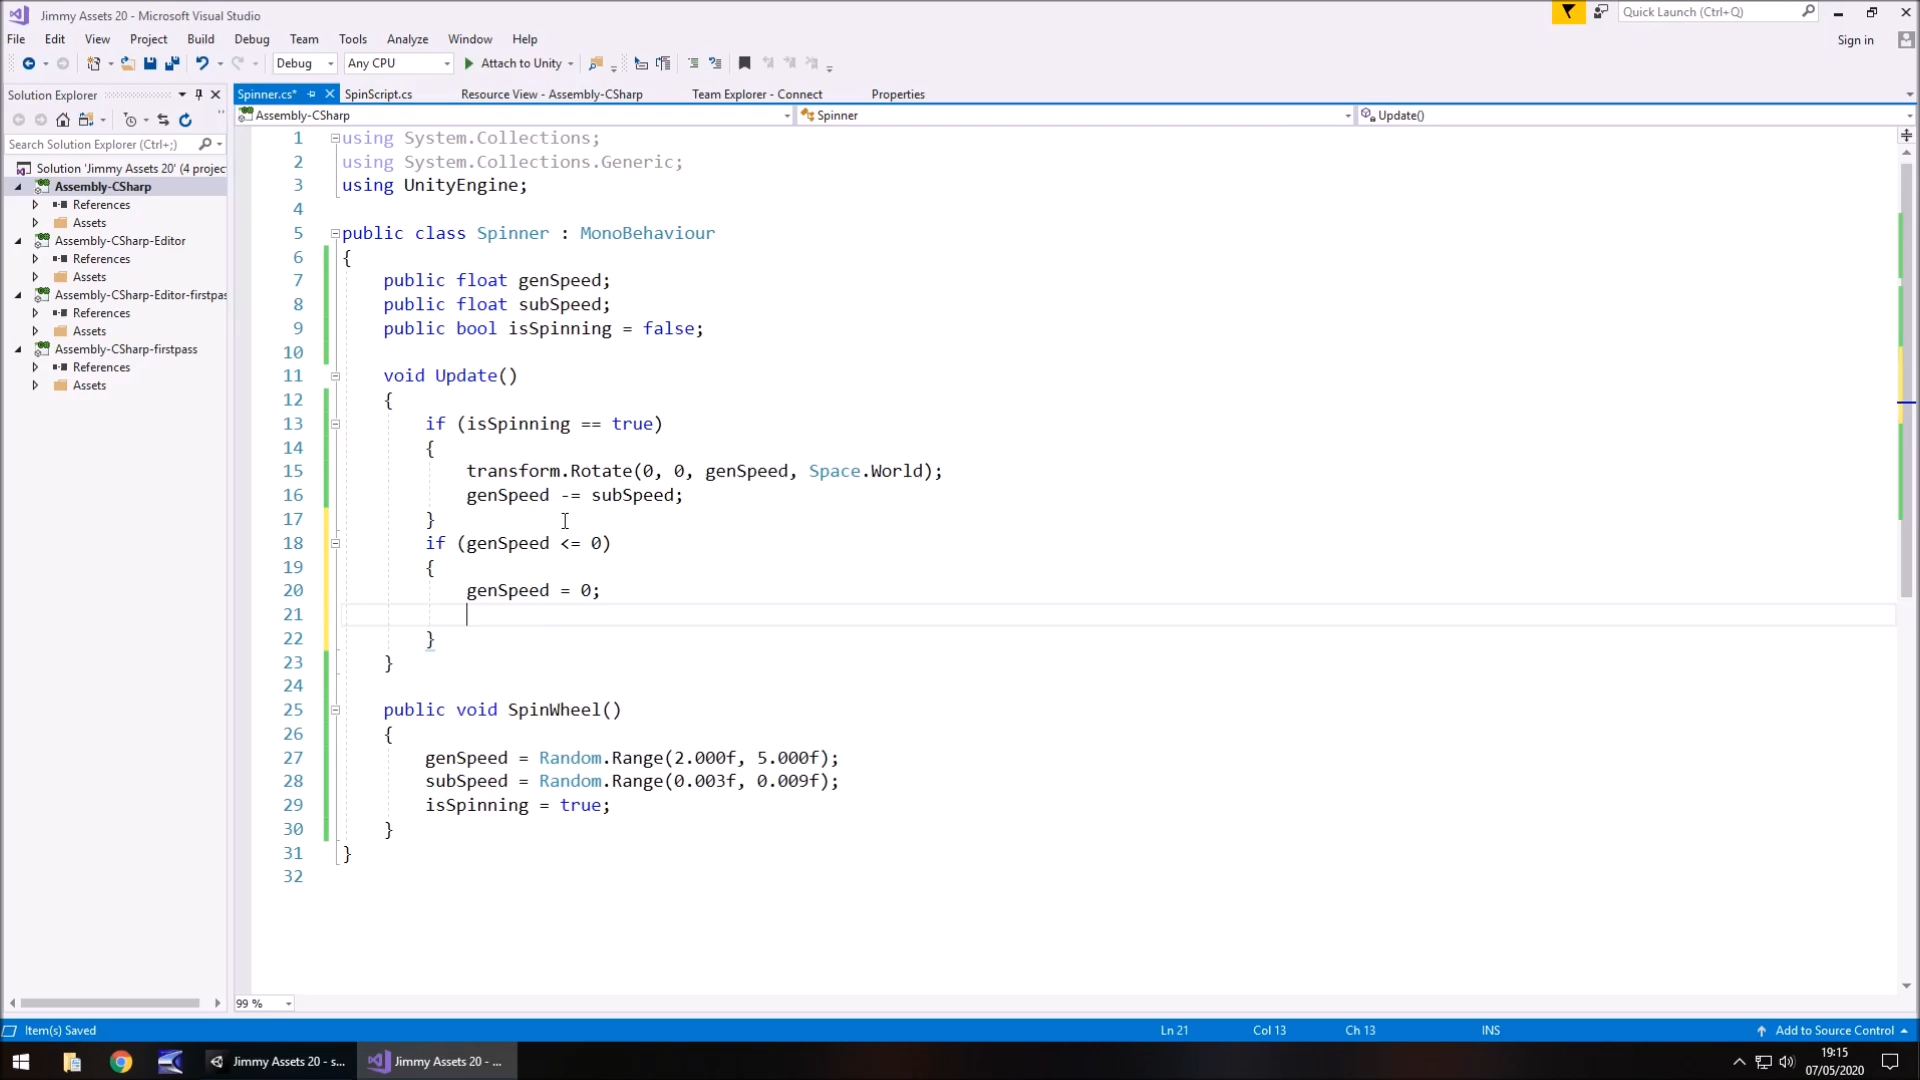 Jimmy Assets 20 - Microsoft Visual Studio
Quick Launch (Ctrl+Q)
File Edit View Project Build Debug Team Tools Analyze Window Help
Sign in
Debug Any CPU Attach to Unity
Solution Explorer
Spinner.cs* SpinScript.cs Resource View - Assembly-CSharp Team Explorer - Connect Properties
Assembly-CSharp Spinner Update()
Search Solution Explorer (Ctrl+;)
Solution 'Jimmy Assets 20' (4 projec
Assembly-CSharp
References
Assets
Assembly-CSharp-Editor
References
Assets
Assembly-CSharp-Editor-firstpas
References
Assets
Assembly-CSharp-firstpass
References
Assets
1 using System.Collections;
2 using System.Collections.Generic;
3 using UnityEngine;
4
5 public class Spinner : MonoBehaviour
6 {
7 public float genSpeed;
8 public float subSpeed;
9 public bool isSpinning = false;
10
11 void Update()
12 {
13 if (isSpinning == true)
14 {
15 transform.Rotate(0, 0, genSpeed, Space.World);
16 genSpeed -= subSpeed;
17 }
18 if (genSpeed <= 0)
19 {
20 genSpeed = 0;
21
22 }
23 }
24
25 public void SpinWheel()
26 {
27 genSpeed = Random.Range(2.000f, 5.000f);
28 subSpeed = Random.Range(0.003f, 0.009f);
29 isSpinning = true;
30 }
31 }
32
99 %
Item(s) Saved Ln 21 Col 13 Ch 13 INS Add to Source Control
Jimmy Assets 20 - s... Jimmy Assets 20 - ...
19:15
07/05/2020